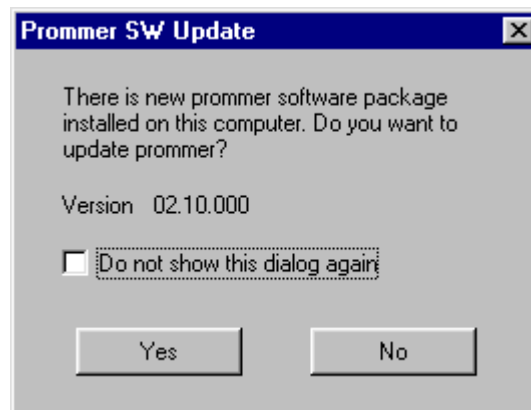 Prommer SW Update
There is new prommer software package
installed on this computer. Do you want to
update prommer?
Version 02.10.000
Do not show this dialog again
Yes No